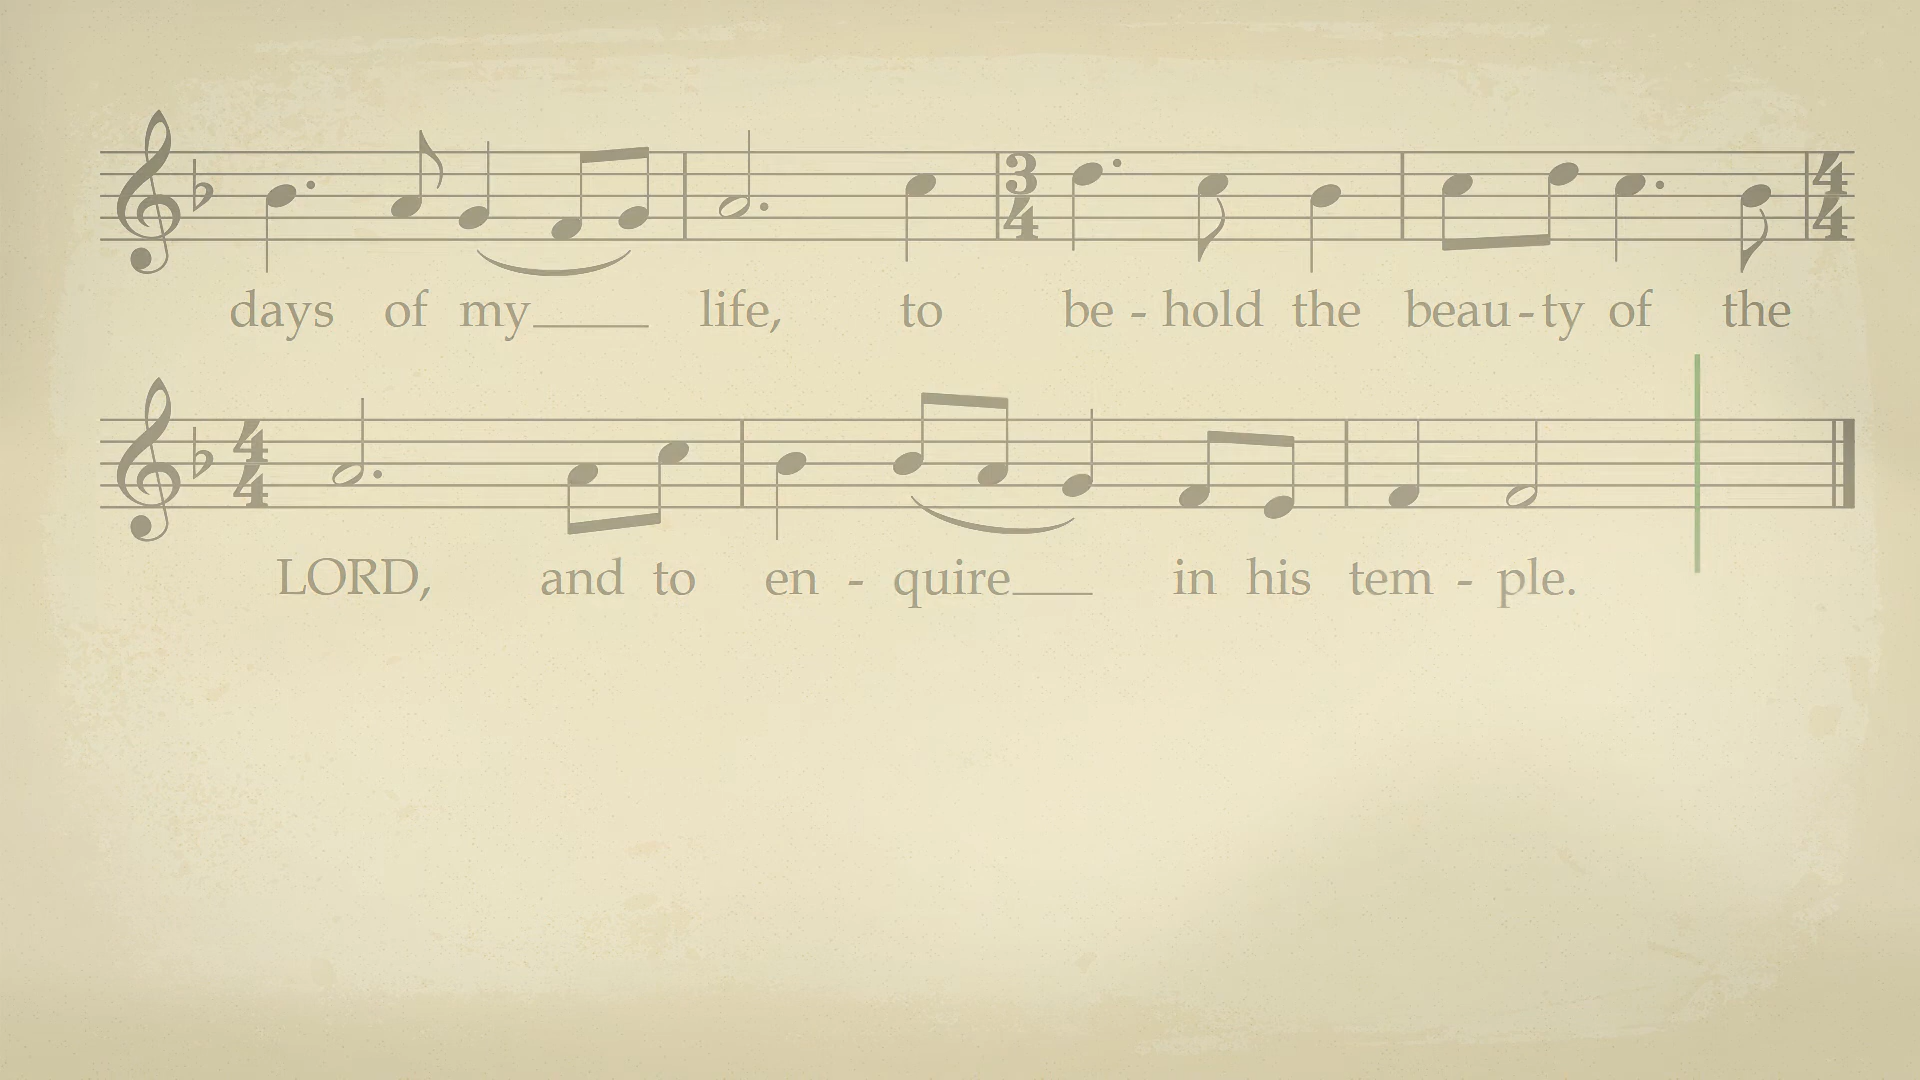 days of my____ life, to be - hold the beau - ty of the
LORD, and to en - quire___ in his tem - ple.